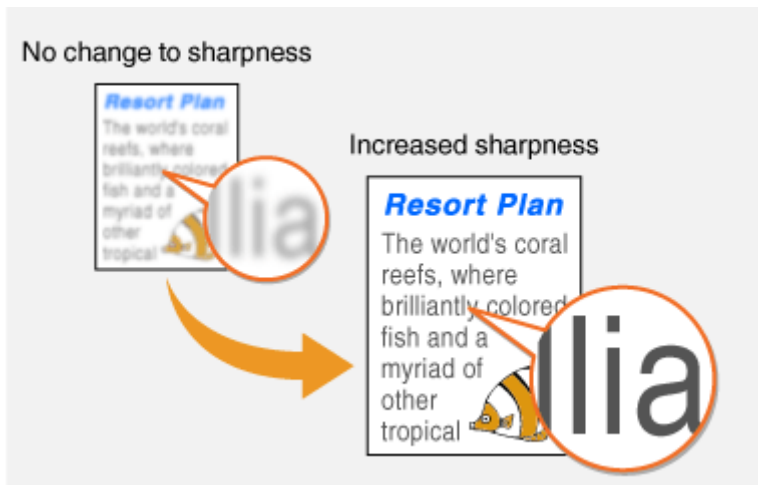 No change to sharpness
Resort Plan
The world's coral
reefs, where
brilliantly colored
fish and a
myriad of
other
tropical
llia
Increased sharpness
Resort Plan
The world's coral
reefs, where
brilliantly colored
fish and a
myriad of
other
tropical
llia